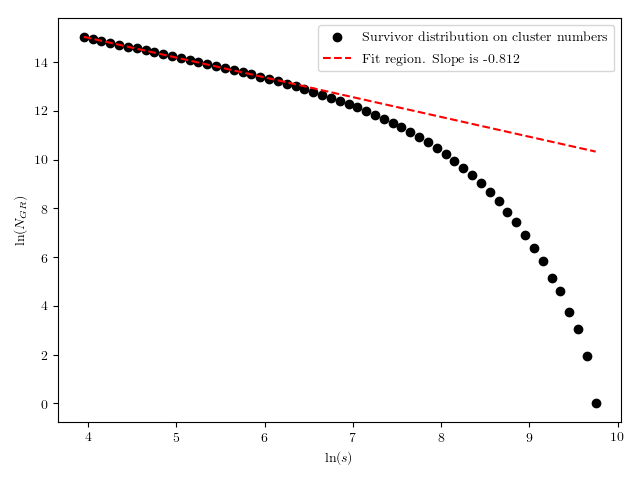 Survivor distribution on cluster numbers
Fit region. Slope is -0.812
14
12
10
8
6
4
2
0
ln(N_{GR})
4 5 6 7 8 9 10
ln(s)